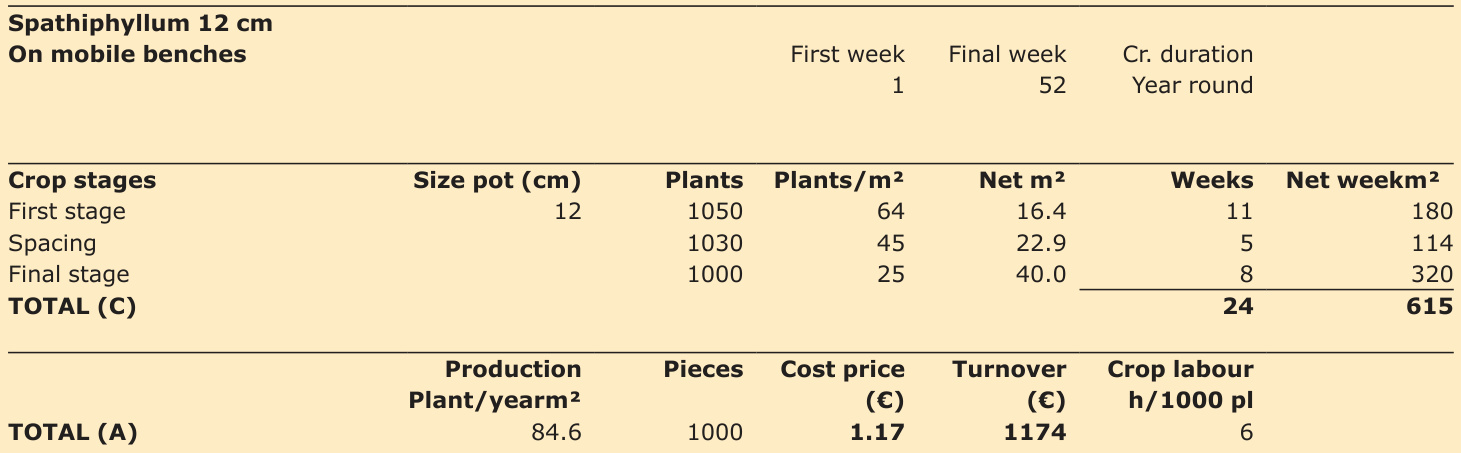 Spathiphyllum 12 cm
On mobile benches First week Final week Cr. duration
1 52 Year round
Crop stages Size pot (cm) Plants Plants/m² Net m² Weeks Net weekm²
First stage 12 1050 64 16.4 11 180
Spacing 1030 45 22.9 5 114
Final stage 1000 25 40.0 8 320
TOTAL (C) 24 615
Production Pieces Cost price Turnover Crop labour
Plant/yearm² (€) (€) h/1000 pl
TOTAL (A) 84.6 1000 1.17 1174 6